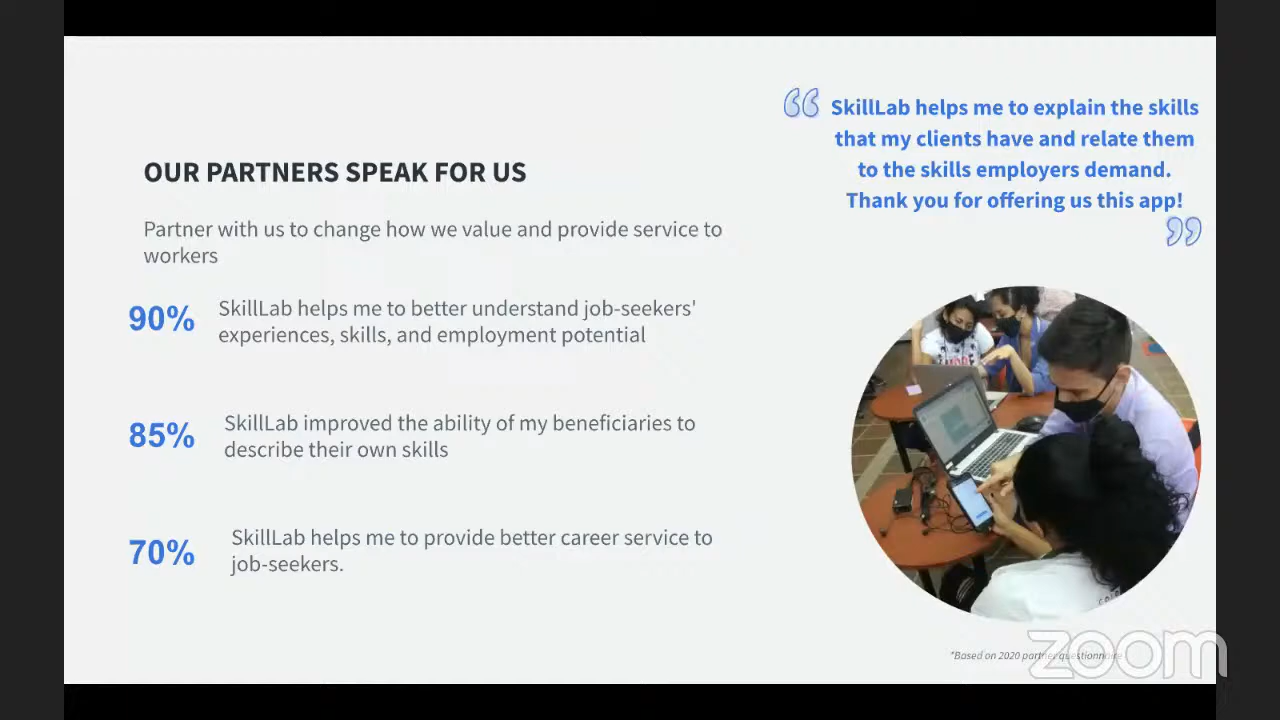 OUR PARTNERS SPEAK FOR US
Partner with us to change how we value and provide service to
workers
90%
SkillLab helps me to better understand job-seekers'
experiences, skills, and employment potential
85%
SkillLab improved the ability of my beneficiaries to
describe their own skills
70%
SkillLab helps me to provide better career service to
job-seekers.
“ SkillLab helps me to explain the skills
that my clients have and relate them
to the skills employers demand.
Thank you for offering us this app!
”
*Based on 2020 partner questionnaire
zoom